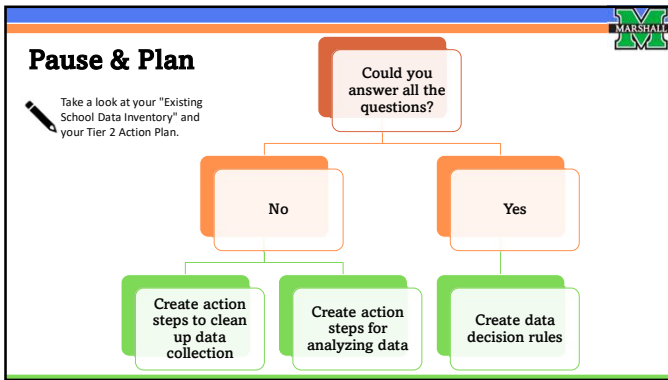 MARSHALL
Pause & Plan
Take a look at your "Existing
School Data Inventory" and
your Tier 2 Action Plan.
Could you
answer all the
questions?
No
Yes
Create action
steps to clean
up data
collection
Create action
steps for
analyzing data
Create data
decision rules